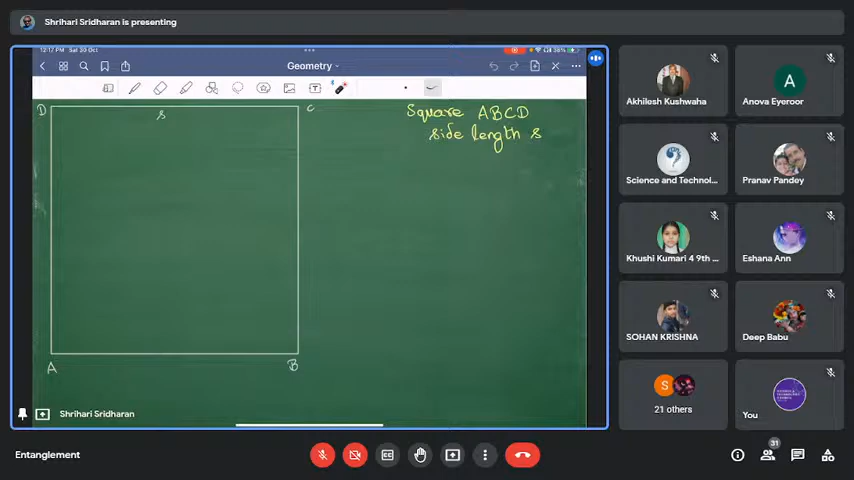 Shrihari Sridharan is presenting
12:17 PM Sat 30 Oct
38%
Geometry
D
s
C
Square ABCD
side length s
A
B
Shrihari Sridharan
Akhilesh Kushwaha
A
Anova Eyeroor
Science and Technol...
Pranav Pandey
Khushi Kumari 4 9th ...
Eshana Ann
SOHAN KRISHNA
Deep Babu
S
21 others
You
Entanglement
31